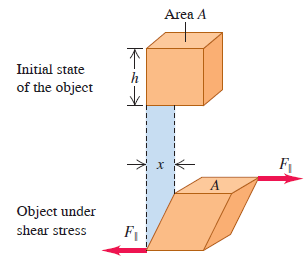 Area A
Initial state
of the object
h
x
F∥
A
Object under
shear stress
F∥